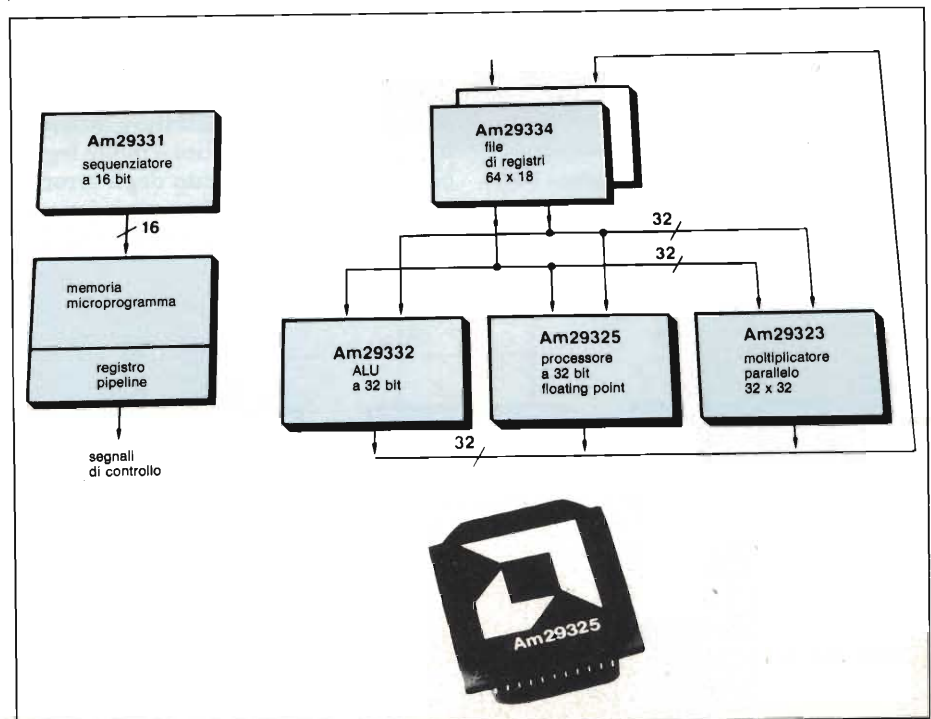 Am29331
sequenziatore
a 16 bit
16
memoria
microprogramma
registro
pipeline
segnali
di controllo
Am29334
file
di registri
64 x 18
32
32
Am29332
ALU
a 32 bit
Am29325
processore
a 32 bit
floating point
Am29323
moltiplicatore
parallelo
32 x 32
32
Am29325